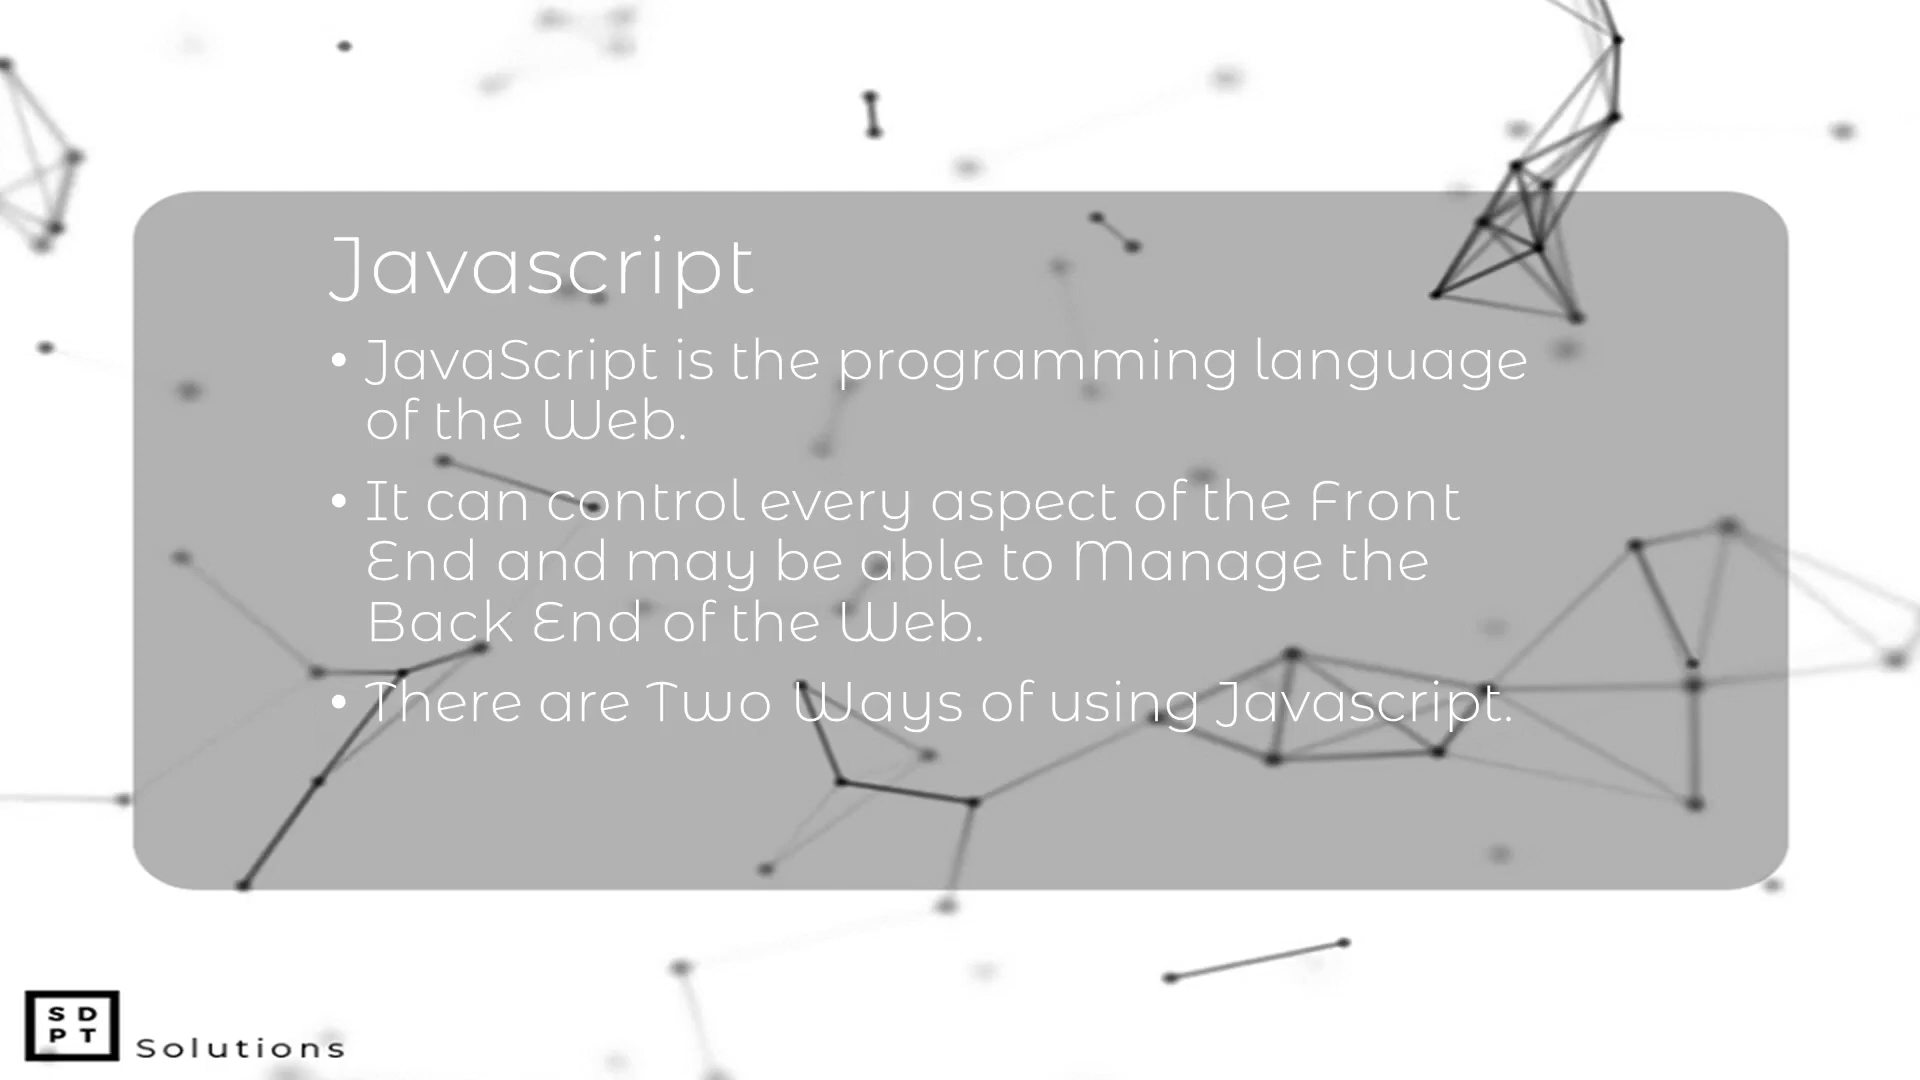 Javascript
• JavaScript is the programming language
of the Web.
• It can control every aspect of the Front
End and may be able to Manage the
Back End of the Web.
• There are Two Ways of using Javascript.
S D
P T
Solutions